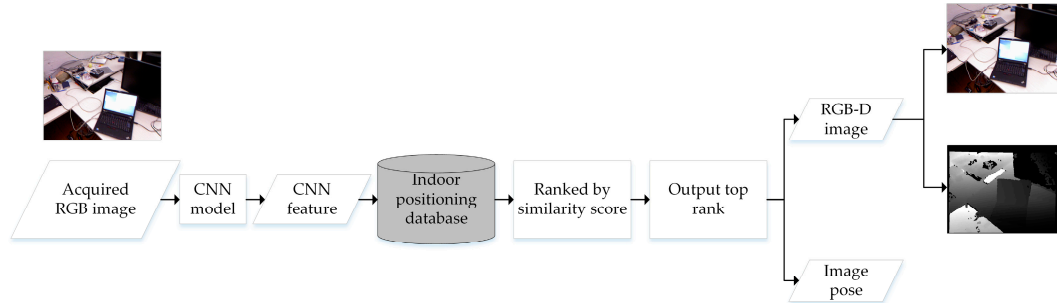 Acquired
RGB image
CNN
model
CNN
feature
Indoor
positioning
database
Ranked by
similarity score
Output top
rank
RGB-D
image
Image
pose